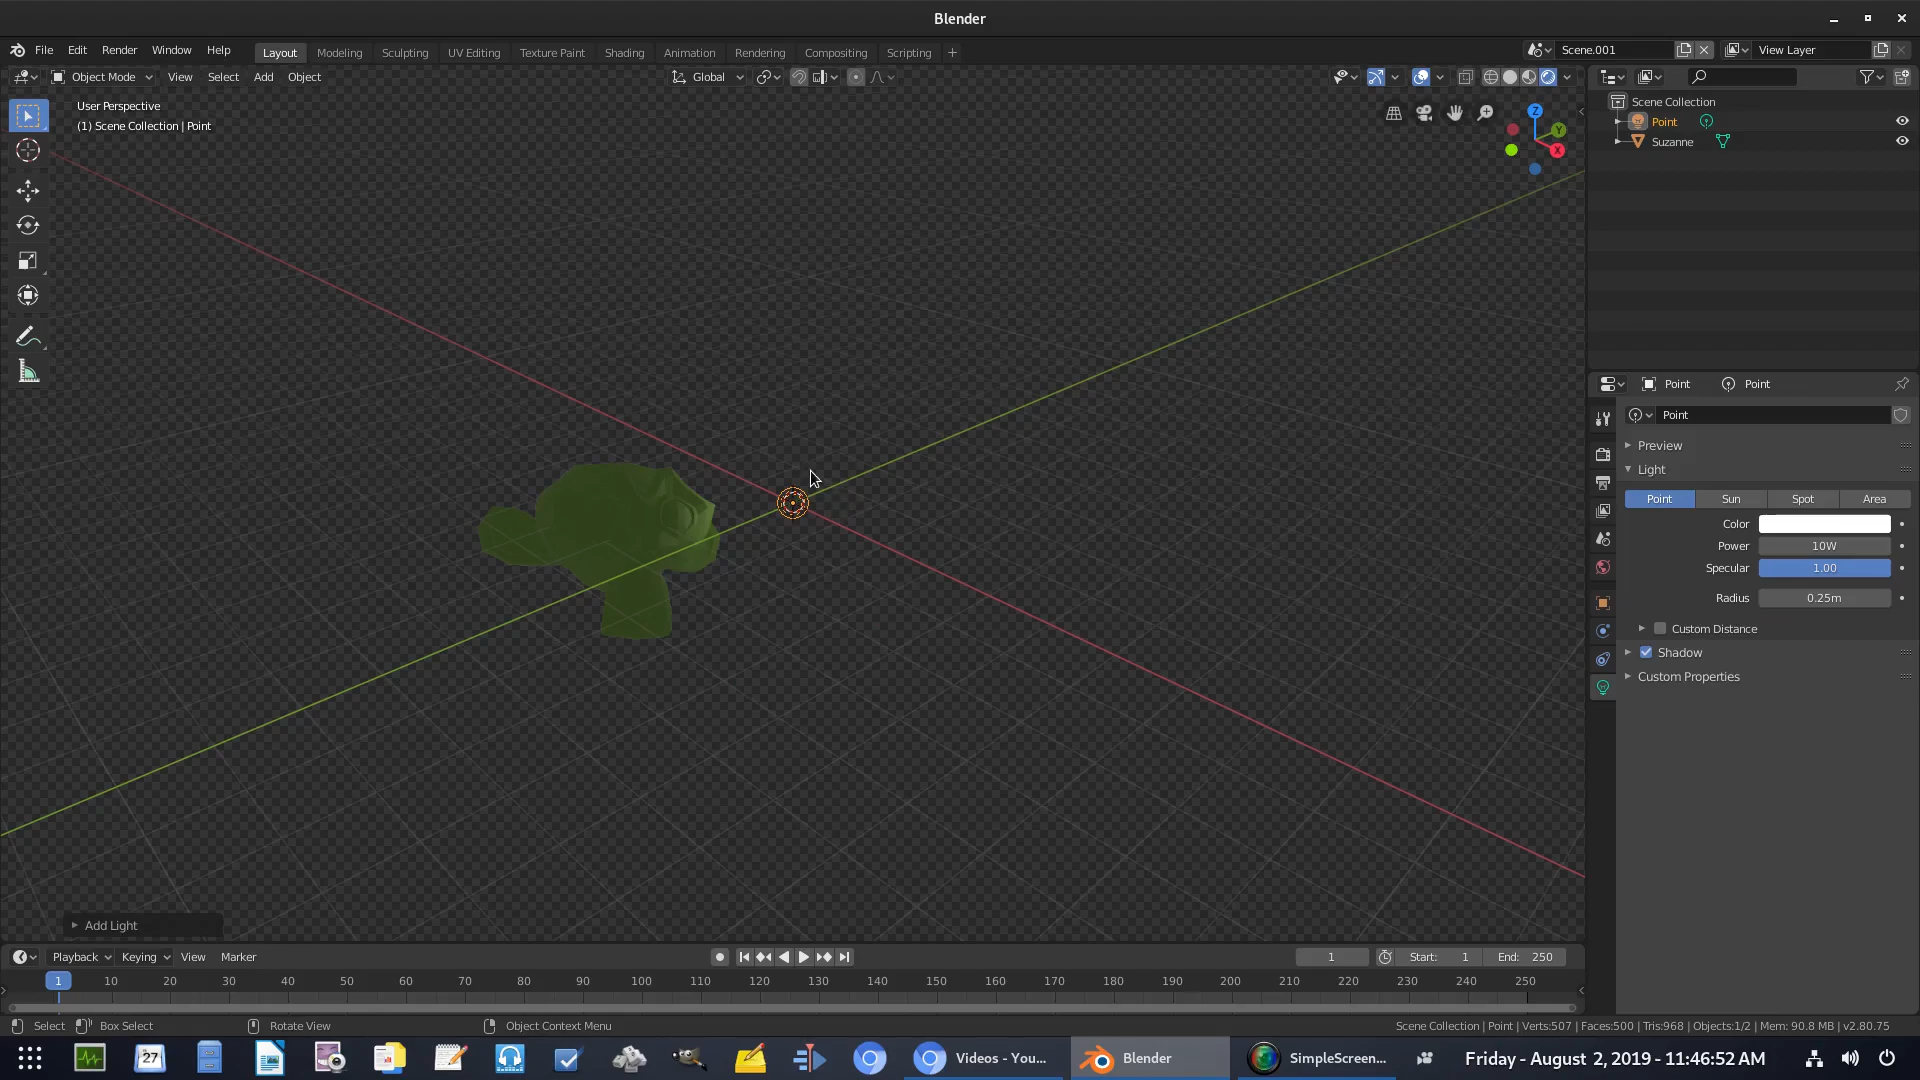 Blender
File Edit Render Window Help
Layout Modeling Sculpting UV Editing Texture Paint Shading Animation Rendering Compositing Scripting +
Scene.001 View Layer
Object Mode View Select Add Object
Global
User Perspective
(1) Scene Collection | Point
Z
Y
X
Scene Collection
Point
Suzanne
Point Point
Point
Preview
Light
Point Sun Spot Area
Color
Power 10W
Specular 1.00
Radius 0.25m
Custom Distance
Shadow
Custom Properties
Add Light
Playback Keying View Marker
1 Start: 1 End: 250
1 10 20 30 40 50 60 70 80 90 100 110 120 130 140 150 160 170 180 190 200 210 220 230 240 250
Select Box Select Rotate View Object Context Menu
Scene Collection | Point | Verts:507 | Faces:500 | Tris:968 | Objects:1/2 | Mem: 90.8 MB | v2.80.75
27 Videos - You... Blender SimpleScreen... Friday - August 2, 2019 - 11:46:52 AM